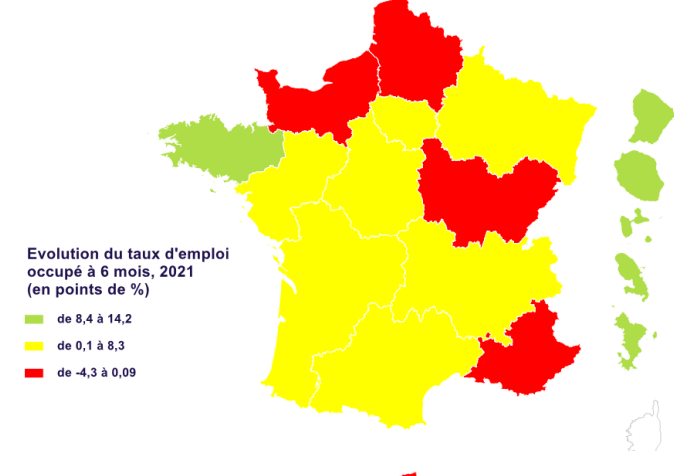 Evolution du taux d'emploi
occupé à 6 mois, 2021
(en points de %)
de 8,4 à 14,2
de 0,1 à 8,3
de -4,3 à 0,09